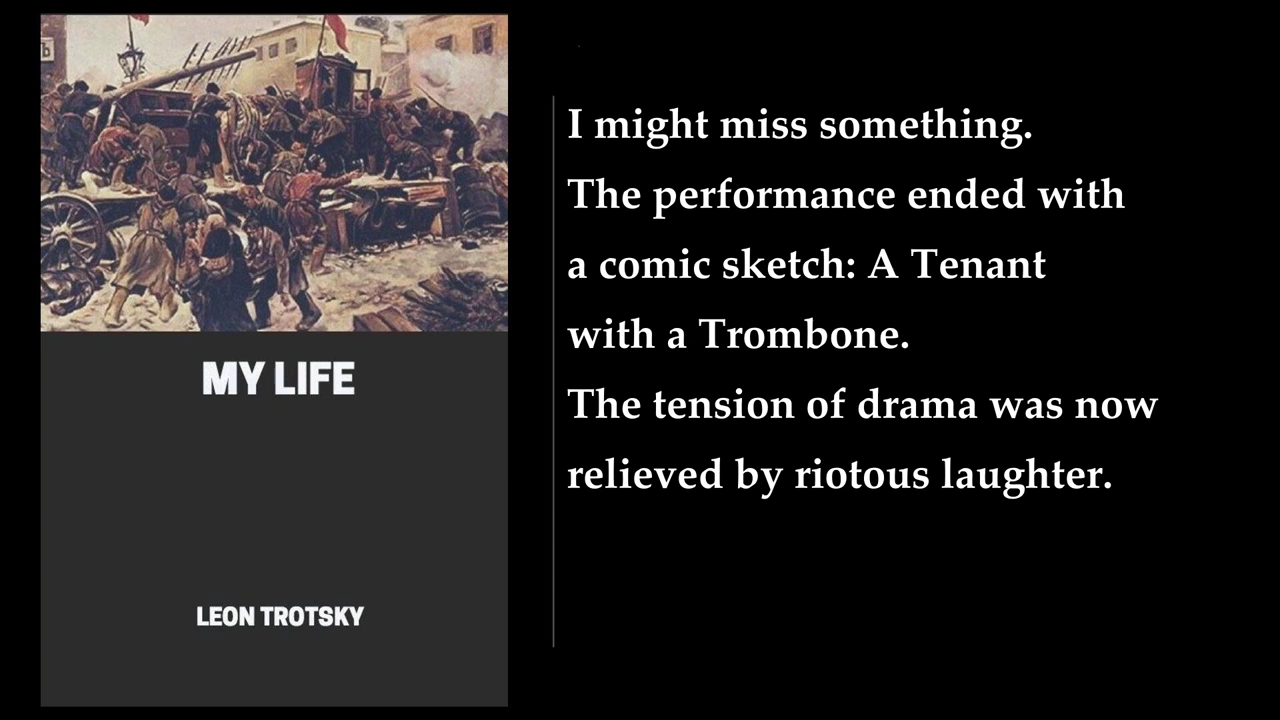 MY LIFE
LEON TROTSKY
I might miss something.
The performance ended with
a comic sketch: A Tenant
with a Trombone.
The tension of drama was now
relieved by riotous laughter.